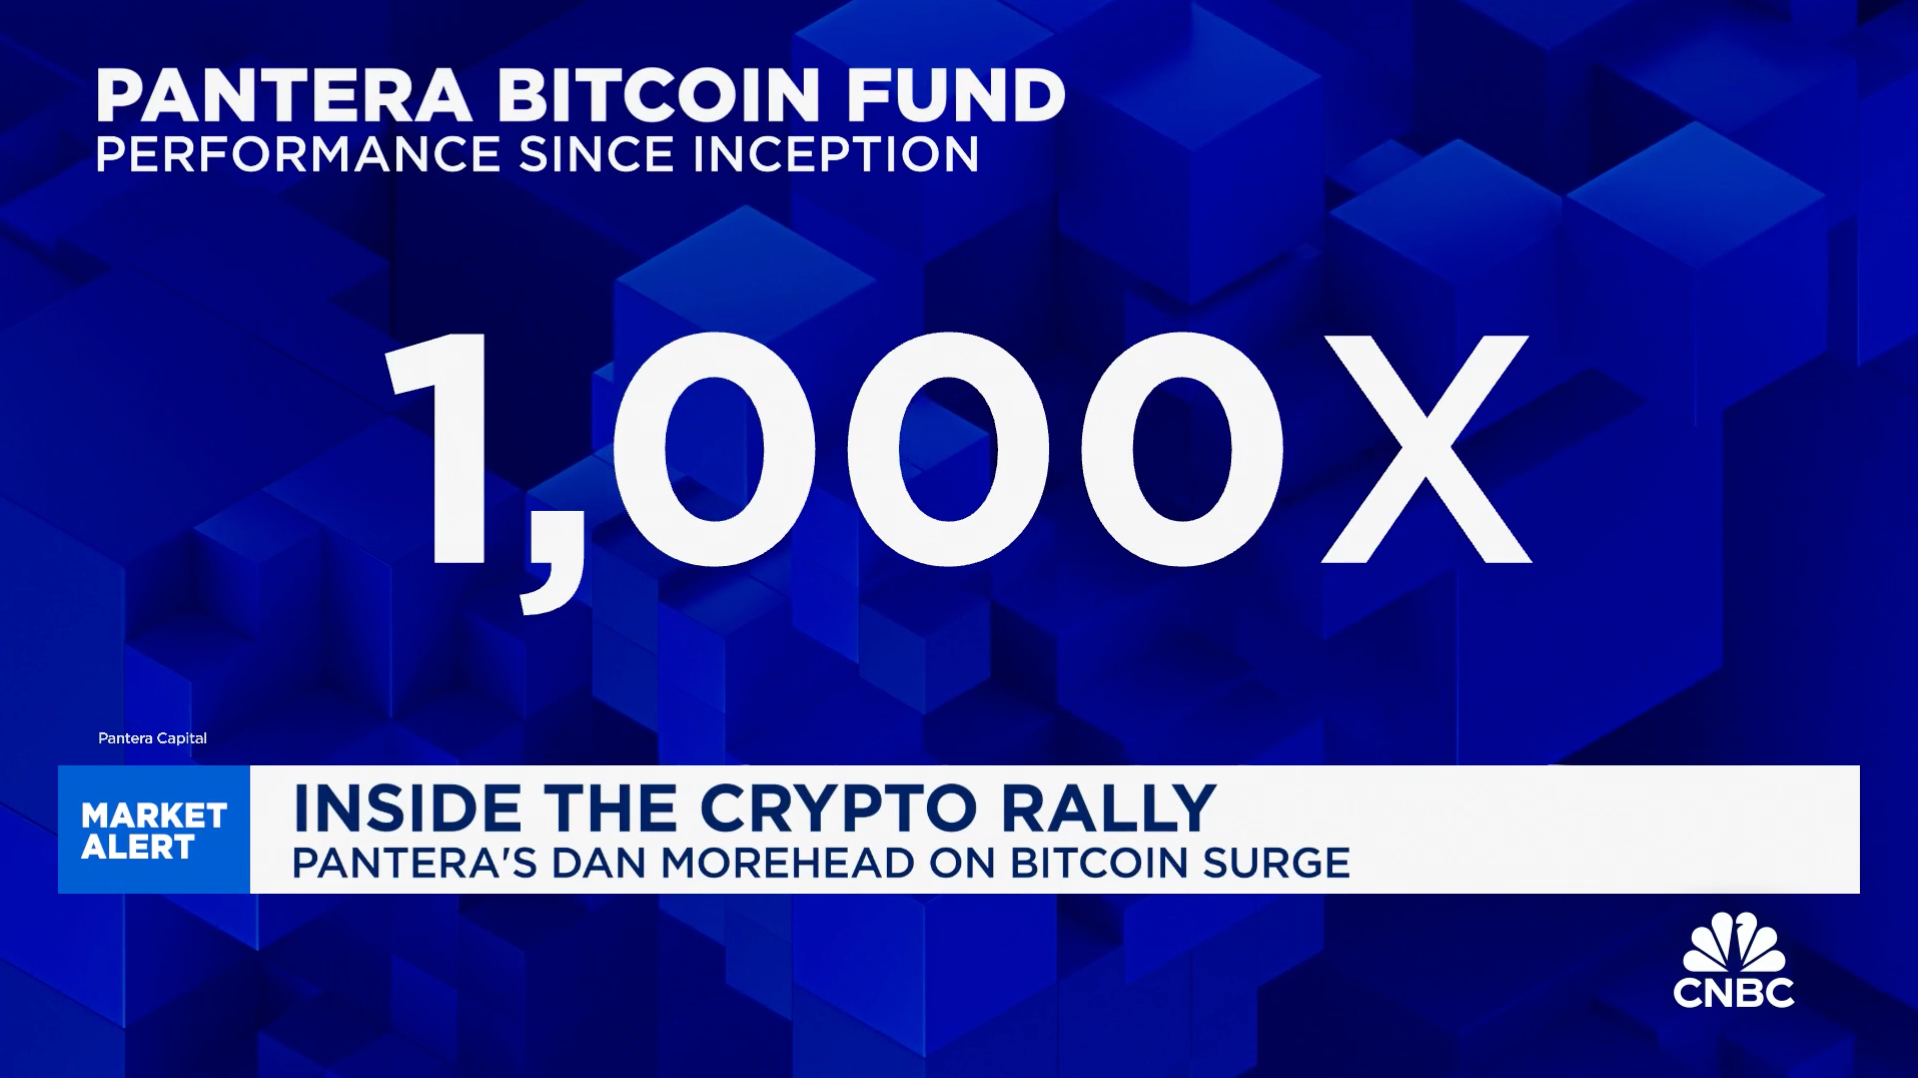 PANTERA BITCOIN FUND
PERFORMANCE SINCE INCEPTION
1,000X
Pantera Capital
MARKET
ALERT
INSIDE THE CRYPTO RALLY
PANTERA'S DAN MOREHEAD ON BITCOIN SURGE
CNBC